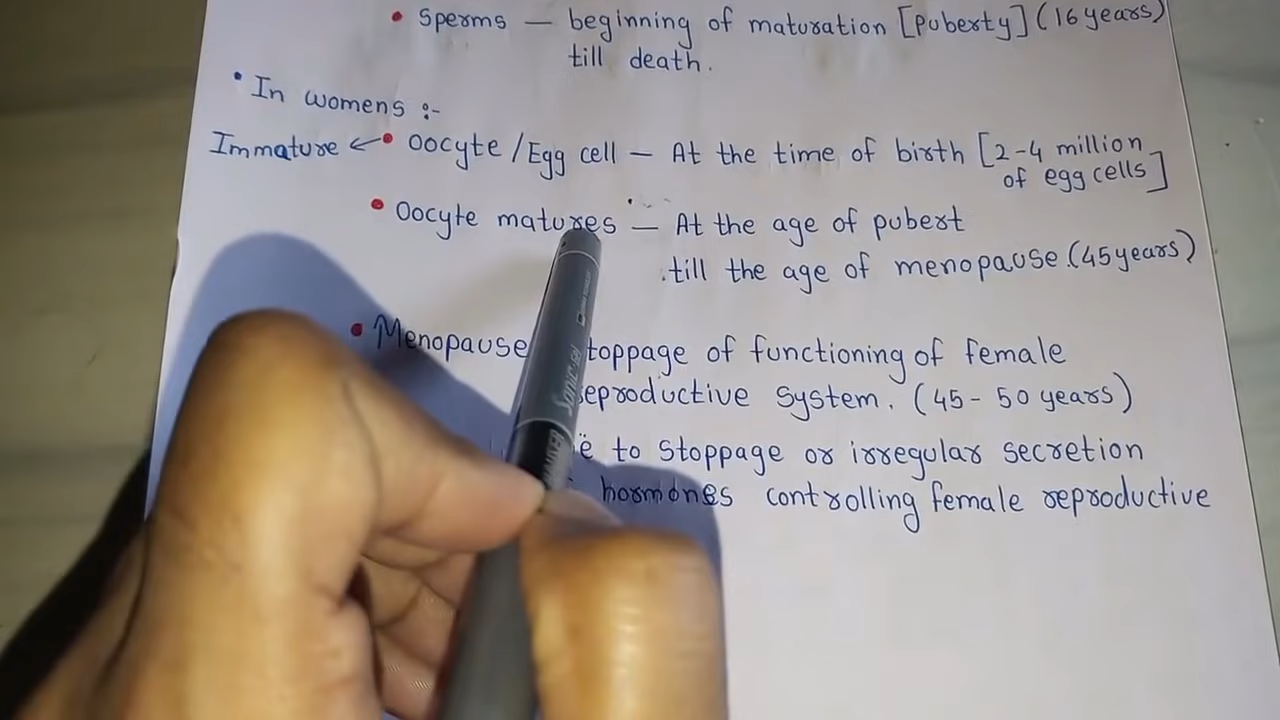 • Sperms — beginning of maturation [puberty] (16 years)
till death.
• In womens :-
Immature ← • Oocyte / Egg cell — At the time of birth [2-4 million
of egg cells]
• Oocyte matures — At the age of pubert
till the age of menopause. (45 years)
• Menopause toppage of functioning of female
reproductive system. (45 - 50 years)
to stoppage or irregular secretion
hormones controlling female reproductive